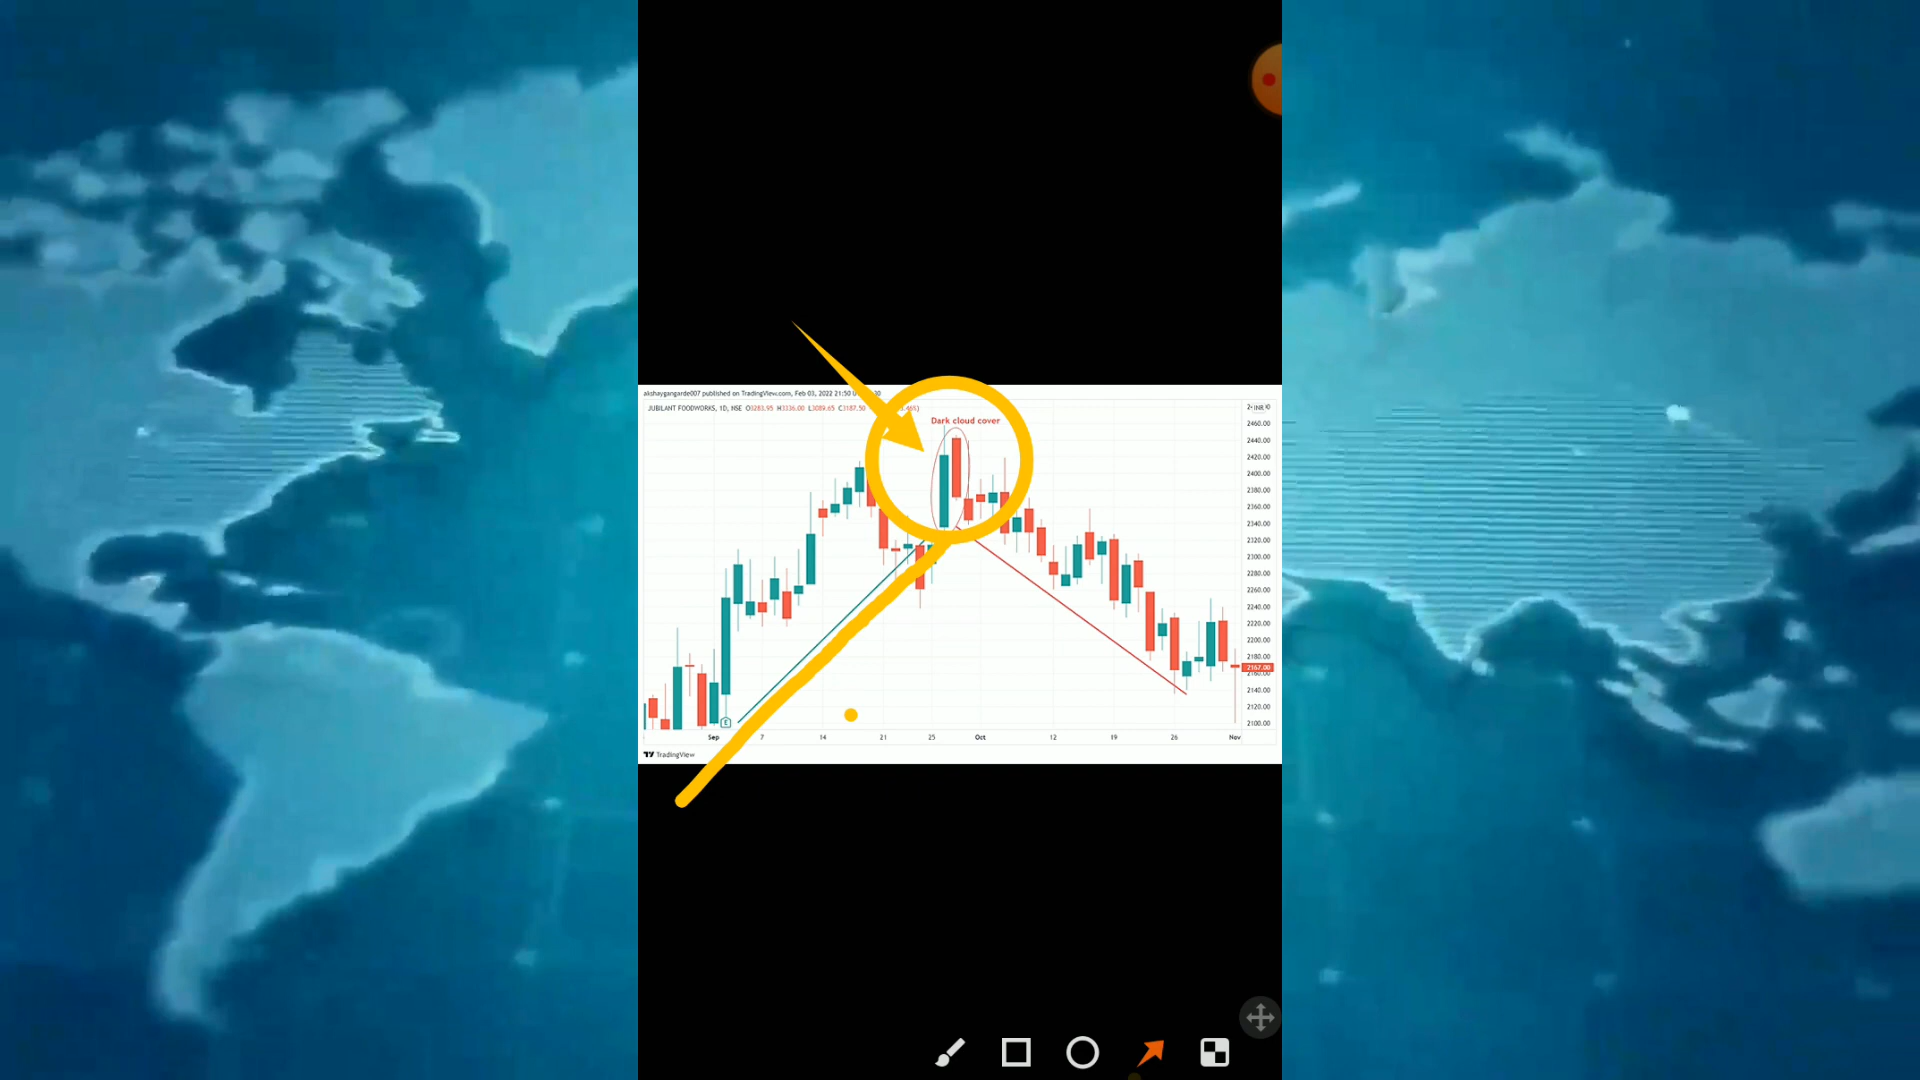 akshaygangarde007 published on TradingView.com, Feb 03, 2022 21:50
JUBILANT FOODWORKS, 1D, NSE O3283.95 H3336.00 L3089.65 C3187.50
INR
Dark cloud cover
2460.00
2440.00
2420.00
2400.00
2380.00
2360.00
2340.00
2320.00
2300.00
2280.00
2260.00
2240.00
2220.00
2200.00
2180.00
2167.00
2160.00
2140.00
2120.00
2100.00
E
Sep 7 14 21 25 Oct 12 19 26 Nov
TradingView